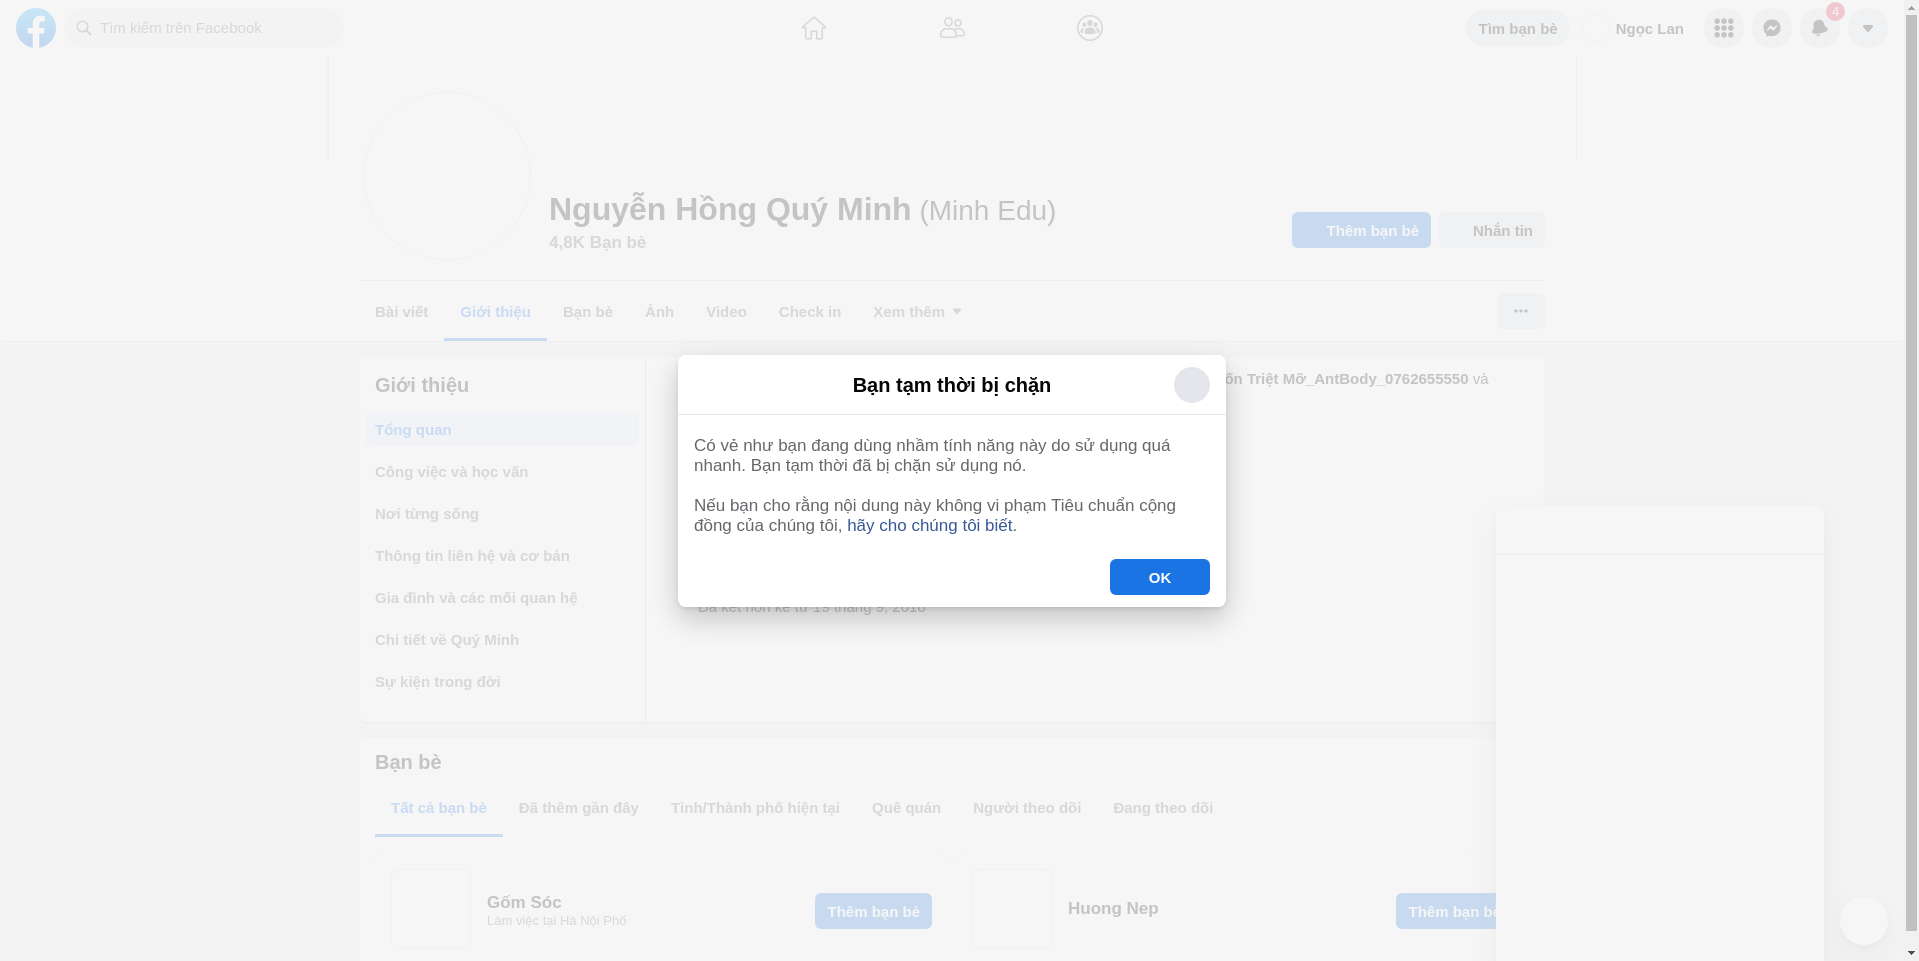 Tìm kiếm trên Facebook
Tìm bạn bè
Ngọc Lan
4
Nguyễn Hồng Quý Minh (Minh Edu)
4,8K Bạn bè
Thêm bạn bè
Nhắn tin
Bài viết
Giới thiệu
Bạn bè
Ảnh
Video
Check in
Xem thêm
Giới thiệu
Tổng quan
Công việc và học vấn
Nơi từng sống
Thông tin liên hệ và cơ bản
Gia đình và các mối quan hệ
Chi tiết về Quý Minh
Sự kiện trong đời
Triệt Mỡ_AntBody_0762655550 và
Bạn tạm thời bị chặn
Có vẻ như bạn đang dùng nhầm tính năng này do sử dụng quá
nhanh. Bạn tạm thời đã bị chặn sử dụng nó.
Nếu bạn cho rằng nội dung này không vi phạm Tiêu chuẩn cộng
đồng của chúng tôi, hãy cho chúng tôi biết.
OK
Đã kết hôn kể từ 19 tháng 9, 2016
Bạn bè
Tất cả bạn bè
Đã thêm gần đây
Tỉnh/Thành phố hiện tại
Quê quán
Người theo dõi
Đang theo dõi
Gốm Sóc
Làm việc tại Hà Nội Phố
Thêm bạn bè
Huong Nep
Thêm bạn bè